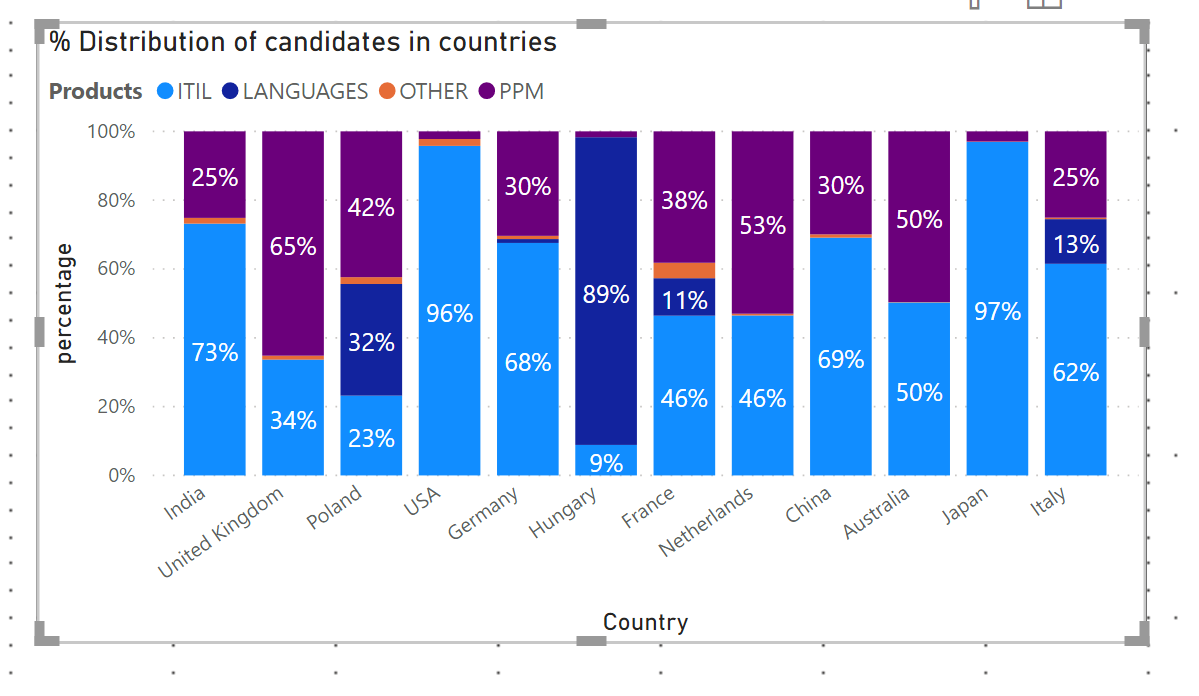 % Distribution of candidates in countries
Products ITIL LANGUAGES OTHER PPM
percentage
100%
80%
60%
40%
20%
0%
25%
73%
65%
34%
42%
32%
23%
96%
30%
68%
89%
9%
38%
11%
46%
53%
46%
30%
69%
50%
50%
97%
25%
13%
62%
India
United Kingdom
Poland
USA
Germany
Hungary
France
Netherlands
China
Australia
Japan
Italy
Country